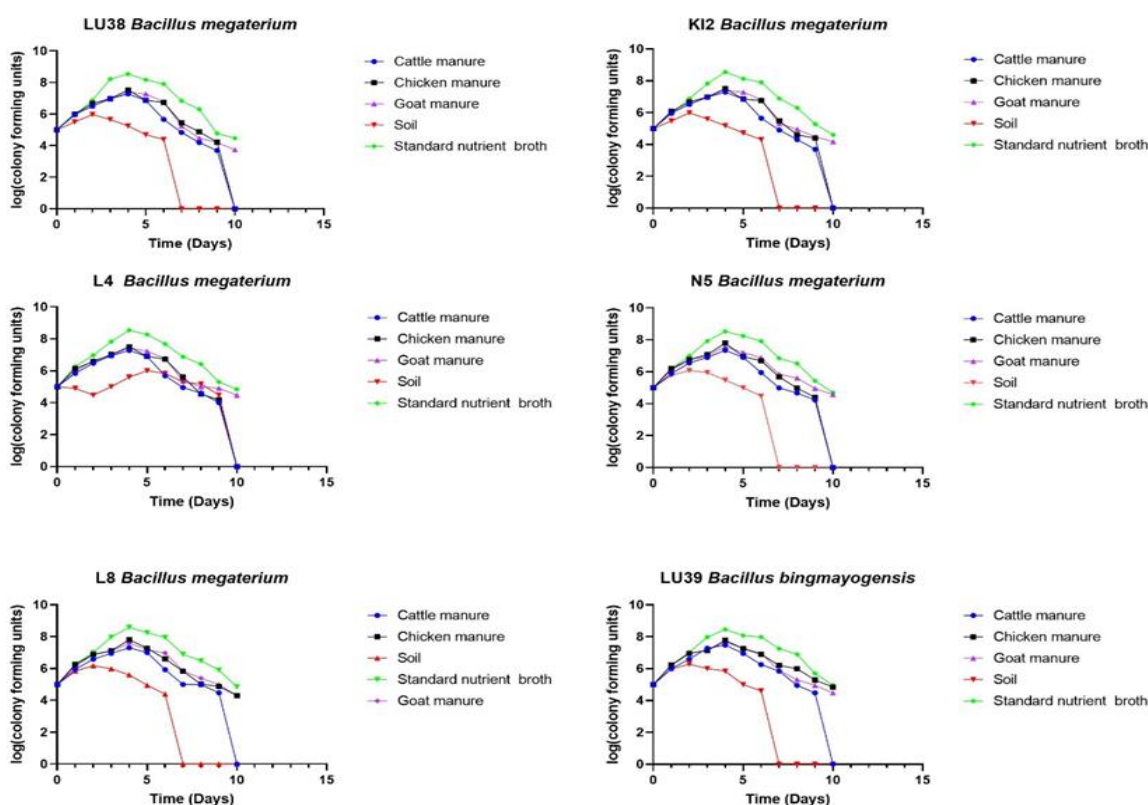 LU38 Bacillus megaterium
log(colony forming units)
10
8
6
4
2
0
0
5
10
15
Time (Days)
Cattle manure
Chicken manure
Goat manure
Soil
Standard nutrient broth
KI2 Bacillus megaterium
log(colony forming units)
10
8
6
4
2
0
0
5
10
15
Time (Days)
Cattle manure
Chicken manure
Goat manure
Soil
Standard nutrient broth
L4 Bacillus megaterium
log(colony forming units)
10
8
6
4
2
0
0
5
10
15
Time (Days)
Cattle manure
Chicken manure
Goat manure
Soil
Standard nutrient broth
N5 Bacillus megaterium
log(colony forming units)
10
8
6
4
2
0
0
5
10
15
Time (Days)
Cattle manure
Chicken manure
Goat manure
Soil
Standard nutrient broth
L8 Bacillus megaterium
log(colony forming units)
10
8
6
4
2
0
0
5
10
15
Time (Days)
Cattle manure
Chicken manure
Soil
Standard nutrient broth
Goat manure
LU39 Bacillus bingmayogensis
log(colony forming units)
10
8
6
4
2
0
0
5
10
15
Time (Days)
Cattle manure
Chicken manure
Goat manure
Soil
Standard nutrient broth